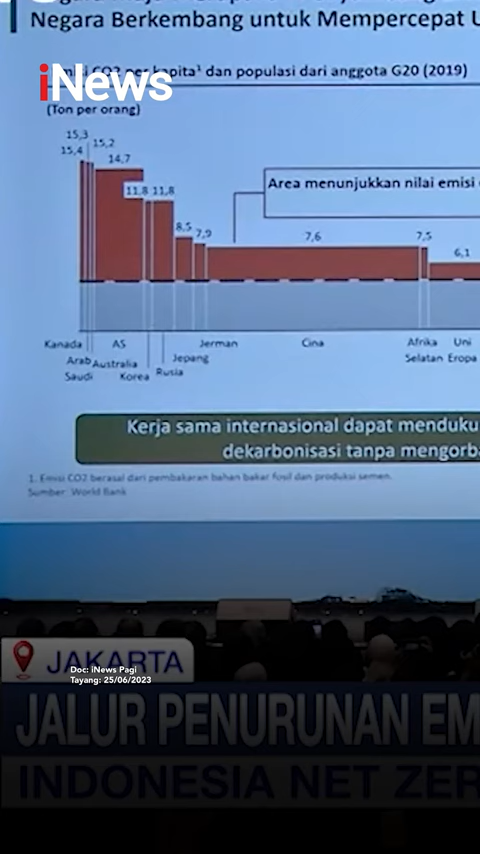 Negara Berkembang untuk Mempercepat
iNews
CO2 per kapita¹ dan populasi dari anggota G20 (2019)
(Ton per orang)
15,3
15,4
15,2
14,7
11,8 11,8
8,5
7,9
7,6
7,5
6,1
Area menunjukkan nilai emisi
Kanada
Arab
Saudi
Australia
AS
Korea
Rusia
Jepang
Jerman
Cina
Afrika
Selatan
Uni
Eropa
Kerja sama internasional dapat menduku
dekarbonisasi tanpa mengorba
1. Emisi CO2 berasal dari pembakaran bahan bakar fosil dan produksi semen.
Sumber: World Bank
JAKARTA
Doc: iNews Pagi
Tayang: 25/06/2023
JALUR PENURUNAN EM
INDONESIA NET ZER